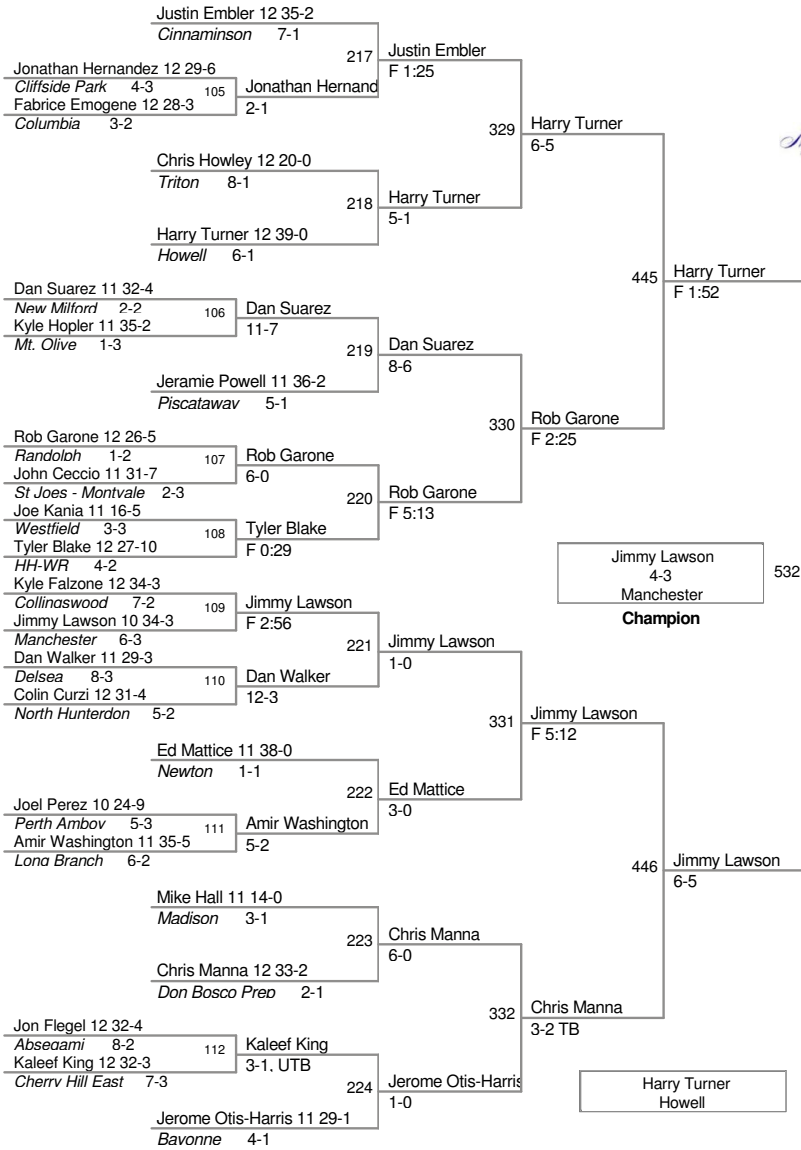 Justin Embler 12 35-2
Cinnaminson 7-1
217
Justin Embler
F 1:25
Jonathan Hernandez 12 29-6
Cliffside Park 4-3
105
Jonathan Hernand
2-1
Fabrice Emogene 12 28-3
Columbia 3-2
329
Harry Turner
6-5
Chris Howley 12 20-0
Triton 8-1
218
Harry Turner
5-1
Harry Turner 12 39-0
Howell 6-1
445
Harry Turner
F 1:52
Dan Suarez 11 32-4
New Milford 2-2
106
Dan Suarez
11-7
Kyle Hopler 11 35-2
Mt. Olive 1-3
219
Dan Suarez
8-6
Jeramie Powell 11 36-2
Piscataway 5-1
330
Rob Garone
F 2:25
Rob Garone 12 26-5
Randolph 1-2
107
Rob Garone
6-0
John Ceccio 11 31-7
St Joes - Montvale 2-3
220
Rob Garone
F 5:13
Joe Kania 11 16-5
Westfield 3-3
108
Tyler Blake
F 0:29
Tyler Blake 12 27-10
HH-WR 4-2
Jimmy Lawson
4-3
Manchester
532
Champion
Kyle Falzone 12 34-3
Collingswood 7-2
109
Jimmy Lawson
F 2:56
Jimmy Lawson 10 34-3
Manchester 6-3
221
Jimmy Lawson
1-0
Dan Walker 11 29-3
Delsea 8-3
110
Dan Walker
12-3
Colin Curzi 12 31-4
North Hunterdon 5-2
331
Jimmy Lawson
F 5:12
Ed Mattice 11 38-0
Newton 1-1
222
Ed Mattice
3-0
Joel Perez 10 24-9
Perth Amboy 5-3
111
Amir Washington
5-2
Amir Washington 11 35-5
Long Branch 6-2
446
Jimmy Lawson
6-5
Mike Hall 11 14-0
Madison 3-1
223
Chris Manna
6-0
Chris Manna 12 33-2
Don Bosco Prep 2-1
332
Chris Manna
3-2 TB
Jon Flegel 12 32-4
Absegami 8-2
112
Kaleef King
3-1, UTB
Kaleef King 12 32-3
Cherry Hill East 7-3
224
Jerome Otis-Harris
1-0
Jerome Otis-Harris 11 29-1
Bayonne 4-1
Harry Turner
Howell